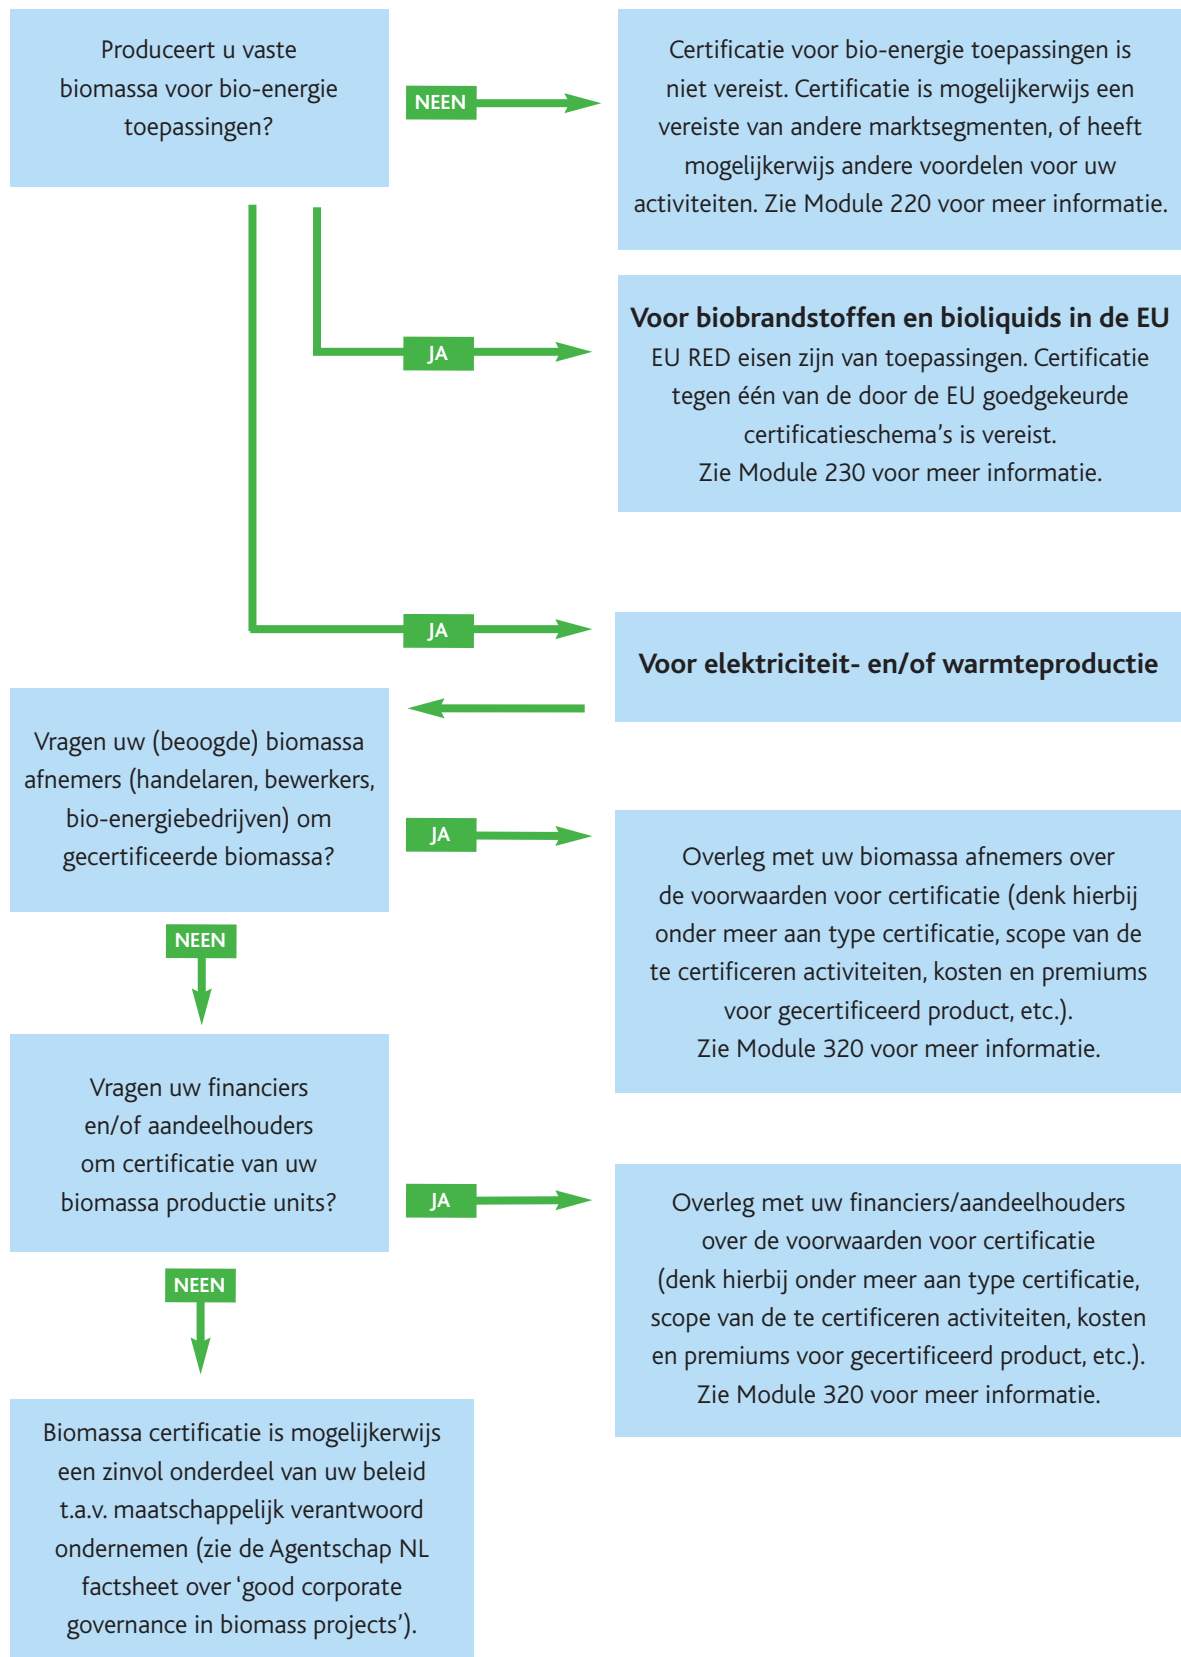 Produceert u vaste
biomassa voor bio-energie
toepassingen?
NEEN
Certificatie voor bio-energie toepassingen is
niet vereist. Certificatie is mogelijkerwijs een
vereiste van andere marktsegmenten, of heeft
mogelijkerwijs andere voordelen voor uw
activiteiten. Zie Module 220 voor meer informatie.
JA
Voor biobrandstoffen en bioliquids in de EU
EU RED eisen zijn van toepassingen. Certificatie
tegen één van de door de EU goedgekeurde
certificatieschema's is vereist.
Zie Module 230 voor meer informatie.
JA
Voor elektriciteit- en/of warmteproductie
Vragen uw (beoogde) biomassa
afnemers (handelaren, bewerkers,
bio-energiebedrijven) om
gecertificeerde biomassa?
JA
Overleg met uw biomassa afnemers over
de voorwaarden voor certificatie (denk hierbij
onder meer aan type certificatie, scope van de
te certificeren activiteiten, kosten en premiums
voor gecertificeerd product, etc.).
Zie Module 320 voor meer informatie.
NEEN
Vragen uw financiers
en/of aandeelhouders
om certificatie van uw
biomassa productie units?
JA
Overleg met uw financiers/aandeelhouders
over de voorwaarden voor certificatie
(denk hierbij onder meer aan type certificatie,
scope van de te certificeren activiteiten, kosten
en premiums voor gecertificeerd product, etc.).
Zie Module 320 voor meer informatie.
NEEN
Biomassa certificatie is mogelijkerwijs
een zinvol onderdeel van uw beleid
t.a.v. maatschappelijk verantwoord
ondernemen (zie de Agentschap NL
factsheet over ‘good corporate
governance in biomass projects’).